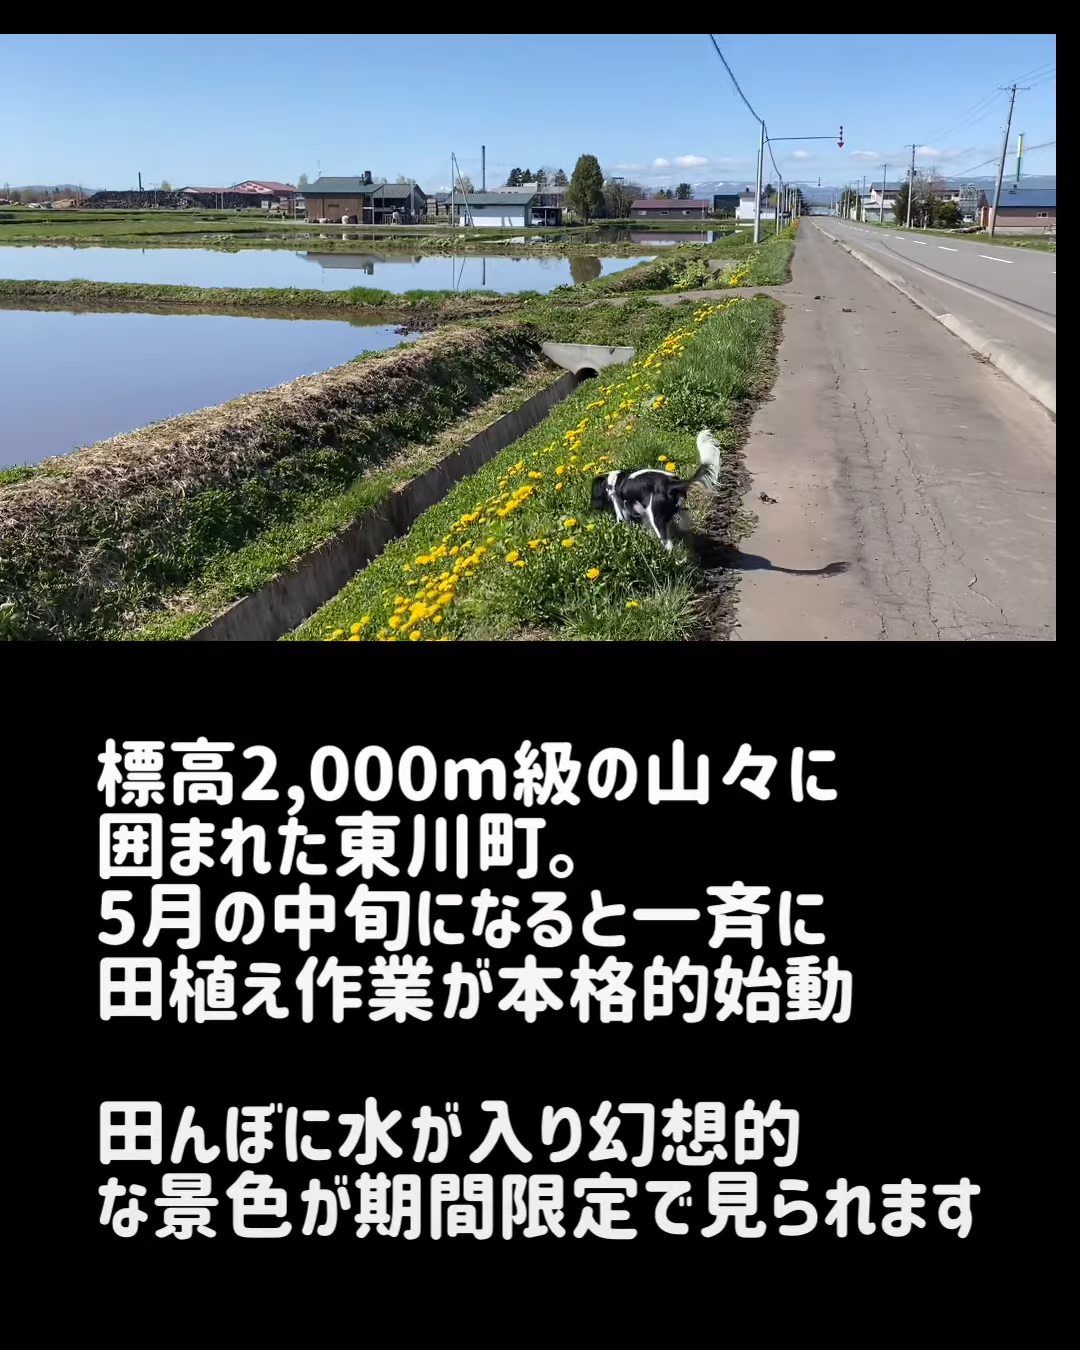 標高2,000m級の山々に
囲まれた東川町。
5月の中旬になると一斉に
田植え作業が本格的始動
田んぼに水が入り幻想的
な景色が期間限定で見られます